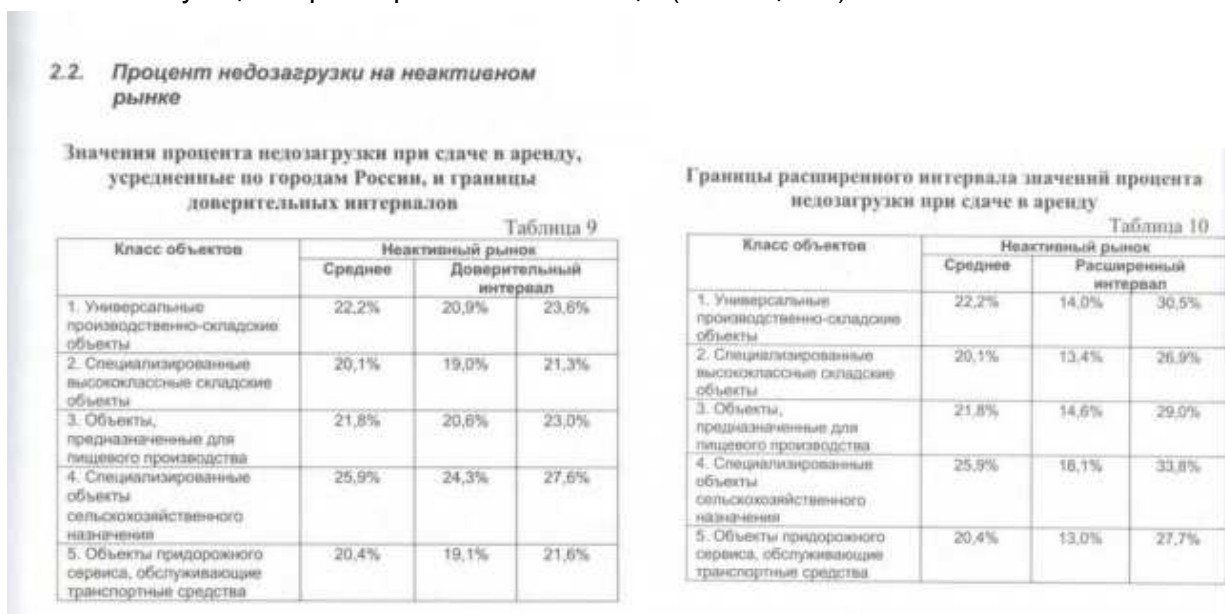 2.2. Процент недозагрузки на неактивном
рынке
Значения процента недозагрузки при сдаче в аренду,
усредненные по городам России, и границы
доверительных интервалов
Таблица 9
Класс объектов Неактивный рынок
Среднее Доверительный
интервал
1. Универсальные 22,2% 20,9% 23,6%
производственно-складские
объекты
2. Специализированные 20,1% 19,0% 21,3%
высококлассные складские
объекты
3. Объекты, 21,8% 20,6% 23,0%
предназначенные для
пищевого производства
4. Специализированные 25,9% 24,3% 27,6%
объекты
сельскохозяйственного
назначения
5. Объекты придорожного 20,4% 19,1% 21,6%
сервиса, обслуживающие
транспортные средства
Границы расширенного интервала значений процента
недозагрузки при сдаче в аренду
Таблица 10
Класс объектов Неактивный рынок
Среднее Расширенный
интервал
1. Универсальные 22,2% 14,0% 30,5%
производственно-складские
объекты
2. Специализированные 20,1% 13,4% 26,9%
высококлассные складские
объекты
3. Объекты, 21,8% 14,6% 29,0%
предназначенные для
пищевого производства
4. Специализированные 25,9% 18,1% 33,8%
объекты
сельскохозяйственного
назначения
5. Объекты придорожного 20,4% 13,0% 27,7%
сервиса, обслуживающие
транспортные средства